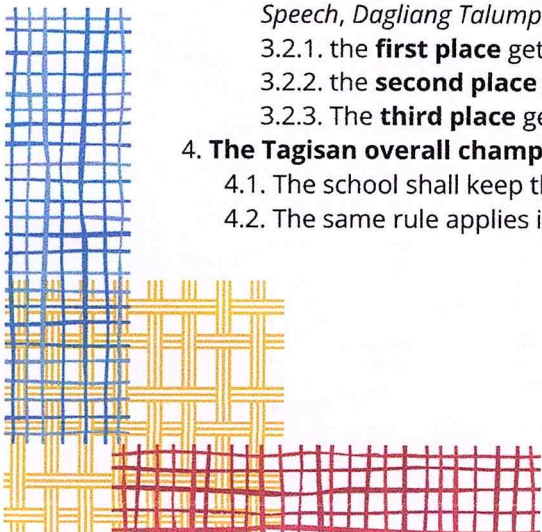 Speech, Dagliang Talump
3.2.1. the first place get
3.2.2. the second place
3.2.3. The third place ge
4. The Tagisan overall champ
4.1. The school shall keep th
4.2. The same rule applies i